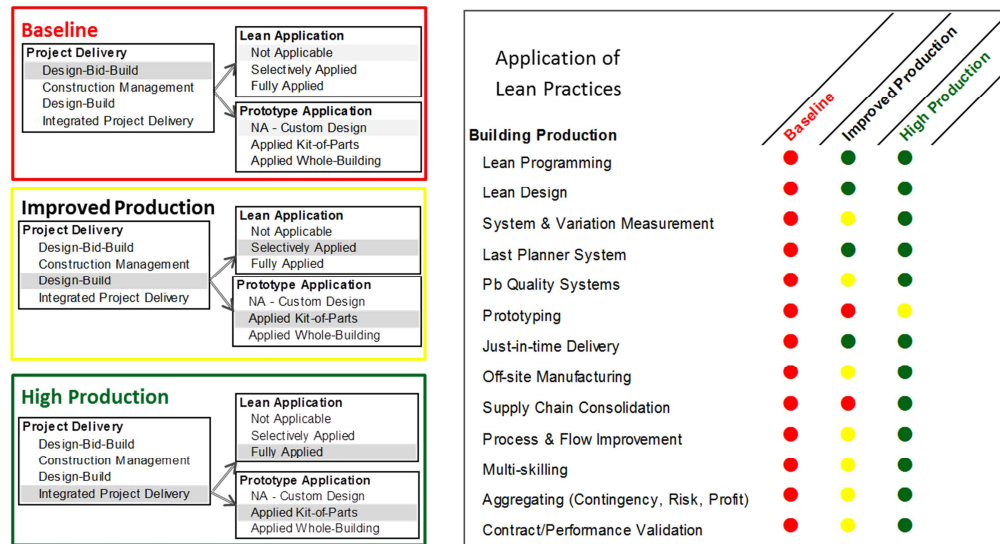 Baseline
Project Delivery
Design-Bid-Build
Construction Management
Design-Build
Integrated Project Delivery
Lean Application
Not Applicable
Selectively Applied
Fully Applied
Prototype Application
NA - Custom Design
Applied Kit-of-Parts
Applied Whole-Building
Improved Production
Project Delivery
Design-Bid-Build
Construction Management
Design-Build
Integrated Project Delivery
Lean Application
Not Applicable
Selectively Applied
Fully Applied
Prototype Application
NA - Custom Design
Applied Kit-of-Parts
Applied Whole-Building
High Production
Project Delivery
Design-Bid-Build
Construction Management
Design-Build
Integrated Project Delivery
Lean Application
Not Applicable
Selectively Applied
Fully Applied
Prototype Application
NA - Custom Design
Applied Kit-of-Parts
Applied Whole-Building
Application of
Lean Practices
Baseline
Improved Production
High Production
Building Production
Lean Programming
Lean Design
System & Variation Measurement
Last Planner System
Pb Quality Systems
Prototyping
Just-in-time Delivery
Off-site Manufacturing
Supply Chain Consolidation
Process & Flow Improvement
Multi-skilling
Aggregating (Contingency, Risk, Profit)
Contract/Performance Validation